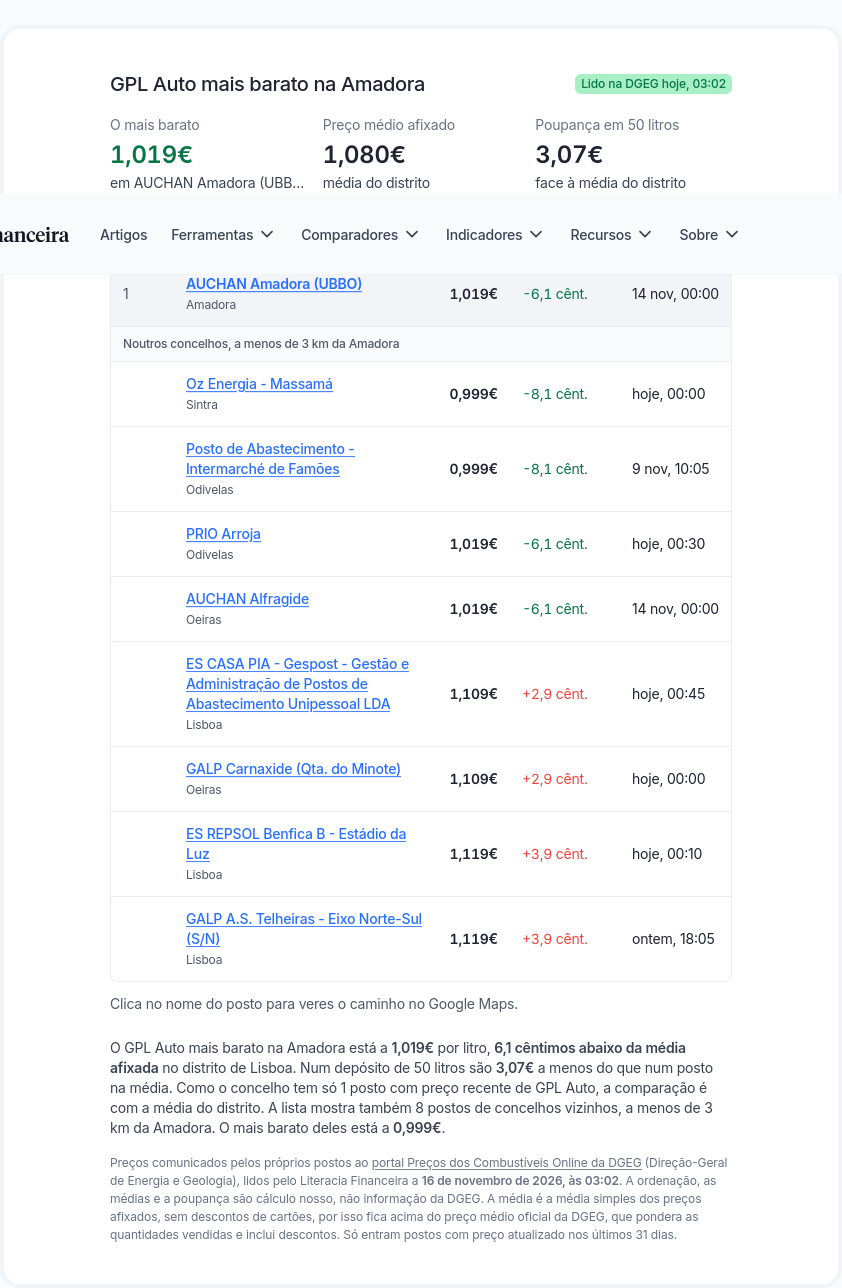 GPL Auto mais barato na Amadora
Lido na DGEG hoje, 03:02
O mais barato
Preço médio afixado
Poupança em 50 litros
1,019€
1,080€
3,07€
em AUCHAN Amadora (UBB...
média do distrito
face à média do distrito
Artigos Ferramentas Comparadores Indicadores Recursos Sobre
1 AUCHAN Amadora (UBBO) 1,019€ -6,1 cênt. 14 nov, 00:00
Amadora
Noutros concelhos, a menos de 3 km da Amadora
Oz Energia - Massamá 0,999€ -8,1 cênt. hoje, 00:00
Sintra
Posto de Abastecimento -
Intermarché de Famões 0,999€ -8,1 cênt. 9 nov, 10:05
Odivelas
PRIO Arroja 1,019€ -6,1 cênt. hoje, 00:30
Odivelas
AUCHAN Alfragide 1,019€ -6,1 cênt. 14 nov, 00:00
Oeiras
ES CASA PIA - Gespost - Gestão e
Administração de Postos de
Abastecimento Unipessoal LDA 1,109€ +2,9 cênt. hoje, 00:45
Lisboa
GALP Carnaxide (Qta. do Minote) 1,109€ +2,9 cênt. hoje, 00:00
Oeiras
ES REPSOL Benfica B - Estádio da
Luz 1,119€ +3,9 cênt. hoje, 00:10
Lisboa
GALP A.S. Telheiras - Eixo Norte-Sul
(S/N) 1,119€ +3,9 cênt. ontem, 18:05
Lisboa
Clica no nome do posto para veres o caminho no Google Maps.
O GPL Auto mais barato na Amadora está a 1,019€ por litro, 6,1 cêntimos abaixo da média
afixada no distrito de Lisboa. Num depósito de 50 litros são 3,07€ a menos do que num posto
na média. Como o concelho tem só 1 posto com preço recente de GPL Auto, a comparação é
com a média do distrito. A lista mostra também 8 postos de concelhos vizinhos, a menos de 3
km da Amadora. O mais barato deles está a 0,999€.
Preços comunicados pelos próprios postos ao portal Preços dos Combustíveis Online da DGEG (Direção-Geral
de Energia e Geologia), lidos pelo Literacia Financeira a 16 de novembro de 2026, às 03:02. A ordenação, as
médias e a poupança são cálculo nosso, não informação da DGEG. A média é a média simples dos preços
afixados, sem descontos de cartões, por isso fica acima do preço médio oficial da DGEG, que pondera as
quantidades vendidas e inclui descontos. Só entram postos com preço atualizado nos últimos 31 dias.